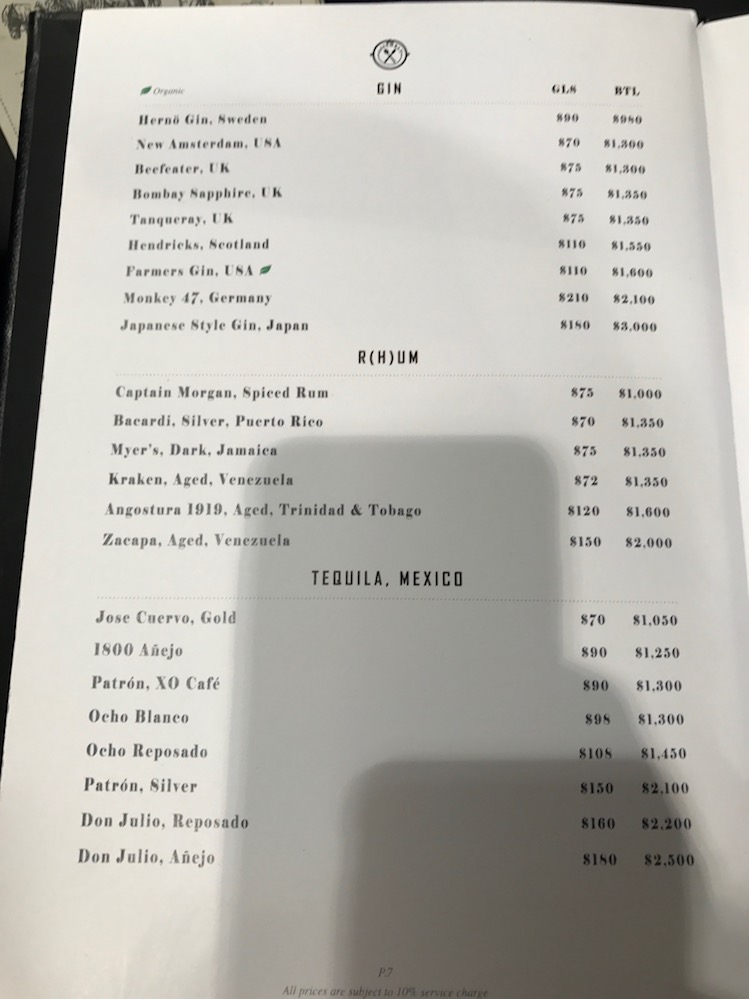 Organic GIN GLS BTL
Hernö Gin, Sweden $90 $980
New Amsterdam, USA $70 $1,300
Beefeater, UK $75 $1,300
Bombay Sapphire, UK $75 $1,350
Tanqueray, UK $75 $1,350
Hendricks, Scotland $110 $1,550
Farmers Gin, USA $110 $1,600
Monkey 47, Germany $210 $2,100
Japanese Style Gin, Japan $180 $3,000
R(H)UM
Captain Morgan, Spiced Rum $75 $1,000
Bacardi, Silver, Puerto Rico $70 $1,350
Myer's, Dark, Jamaica $75 $1,350
Kraken, Aged, Venezuela $72 $1,350
Angostura 1919, Aged, Trinidad & Tobago $120 $1,600
Zacapa, Aged, Venezuela $150 $2,000
TEQUILA, MEXICO
Jose Cuervo, Gold $70 $1,050
1800 Añejo $90 $1,250
Patrón, XO Café $90 $1,300
Ocho Blanco $98 $1,300
Ocho Reposado $108 $1,450
Patrón, Silver $150 $2,100
Don Julio, Reposado $160 $2,200
Don Julio, Añejo $180 $2,500
P.7
All prices are subject to 10% service charge